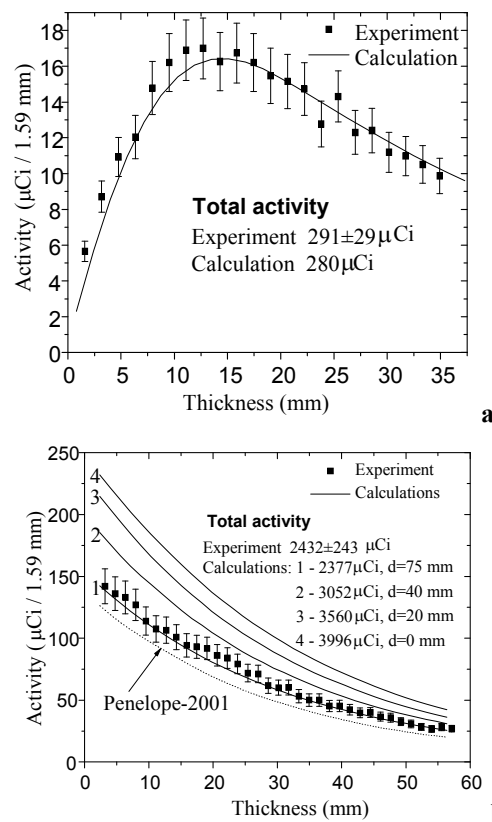 18
16
14
12
10
8
6
4
2
0
Activity (μCi / 1.59 mm)
Experiment
Calculation
Total activity
Experiment 291±29μCi
Calculation 280μCi
0 5 10 15 20 25 30 35
Thickness (mm)
a
250
200
150
100
50
0
Activity (μCi / 1.59 mm)
4
3
2
1
Experiment
Calculations
Total activity
Experiment 2432±243 μCi
Calculations: 1 - 2377μCi, d=75 mm
2 - 3052μCi, d=40 mm
3 - 3560μCi, d=20 mm
4 - 3996μCi, d=0 mm
Penelope-2001
0 10 20 30 40 50 60
Thickness (mm)